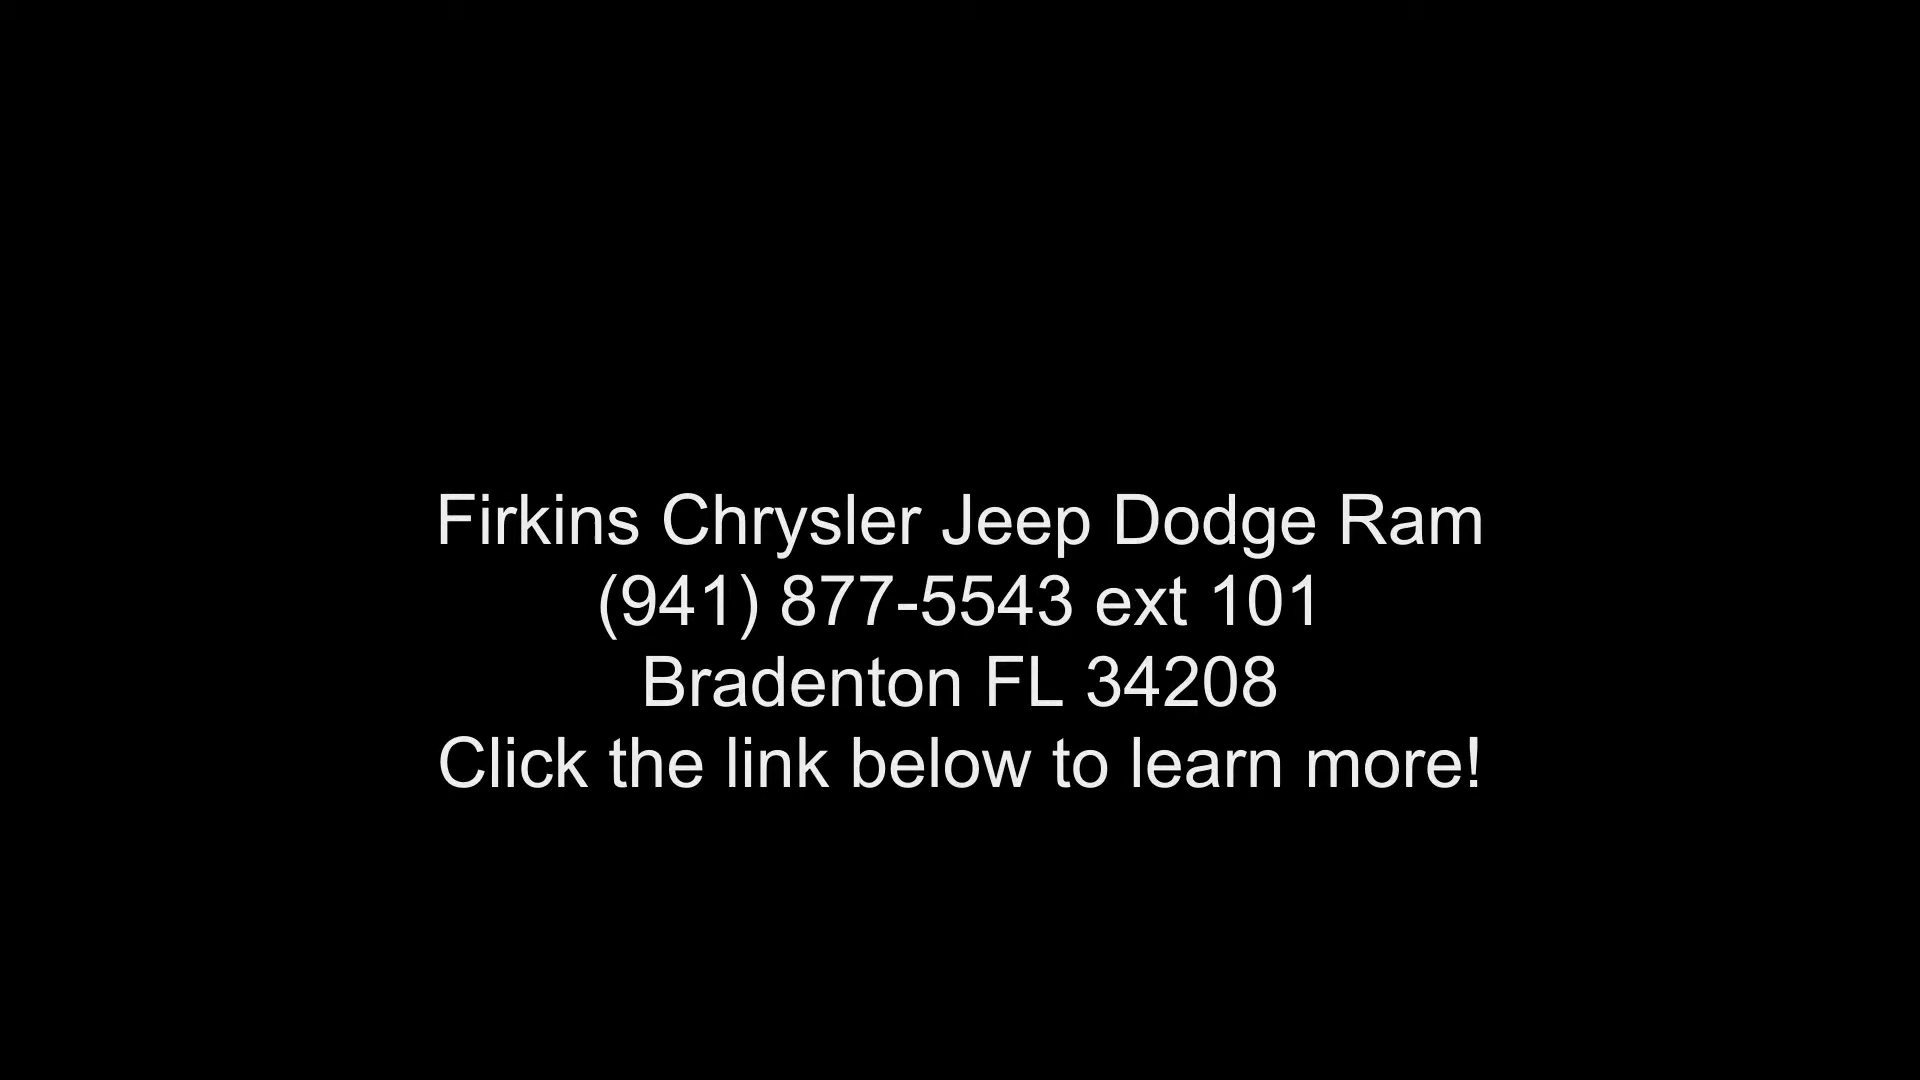 Firkins Chrysler Jeep Dodge Ram
(941) 877-5543 ext 101
Bradenton FL 34208
Click the link below to learn more!